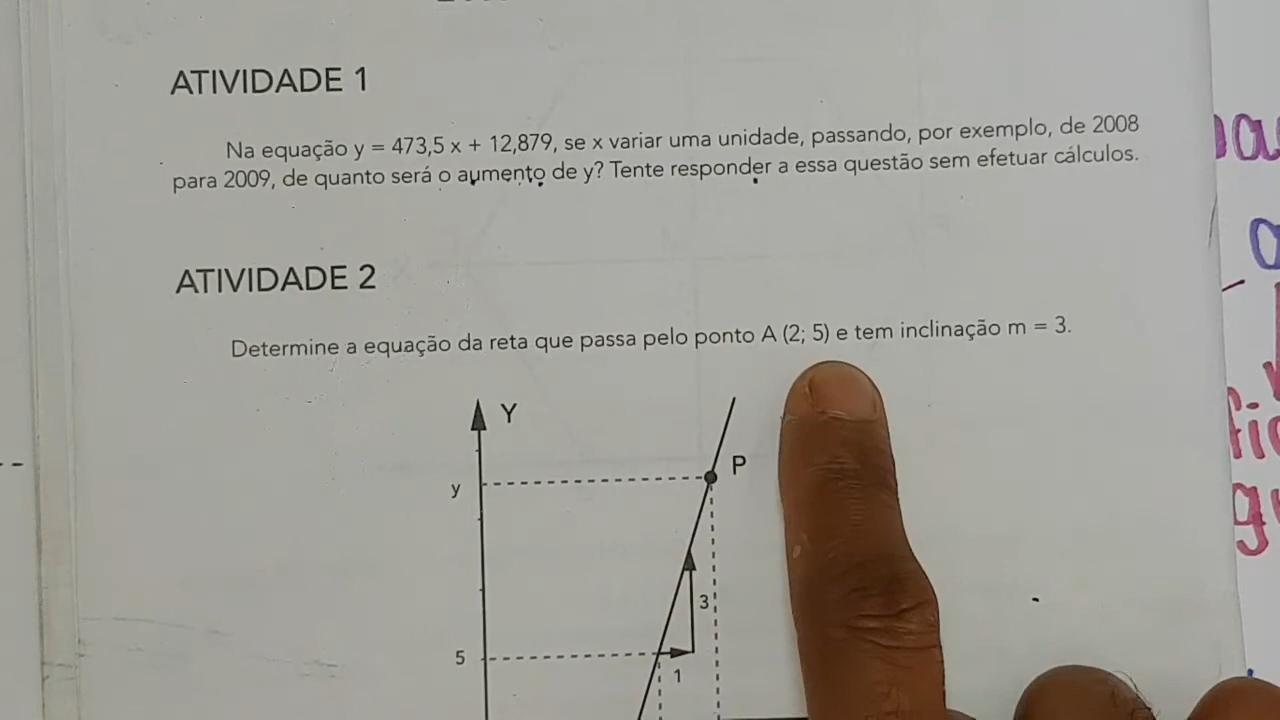 ATIVIDADE 1
Na equação y = 473,5 x + 12,879, se x variar uma unidade, passando, por exemplo, de 2008
para 2009, de quanto será o aumento de y? Tente responder a essa questão sem efetuar cálculos.
ATIVIDADE 2
Determine a equação da reta que passa pelo ponto A (2; 5) e tem inclinação m = 3.
Y
P
y
3
5
1